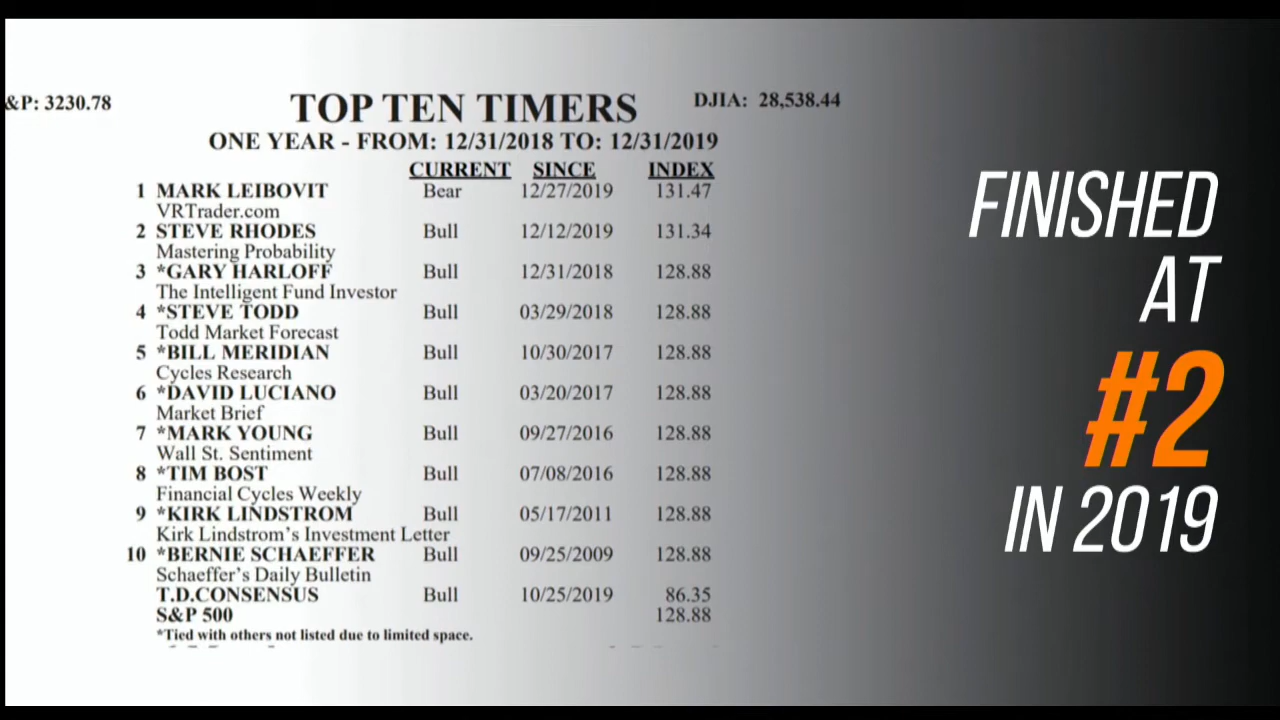 &P: 3230.78
TOP TEN TIMERS
DJIA: 28,538.44
ONE YEAR - FROM: 12/31/2018 TO: 12/31/2019
CURRENT SINCE INDEX
1 MARK LEIBOVIT Bear 12/27/2019 131.47
VRTrader.com
2 STEVE RHODES Bull 12/12/2019 131.34
Mastering Probability
3 *GARY HARLOFF Bull 12/31/2018 128.88
The Intelligent Fund Investor
4 *STEVE TODD Bull 03/29/2018 128.88
Todd Market Forecast
5 *BILL MERIDIAN Bull 10/30/2017 128.88
Cycles Research
6 *DAVID LUCIANO Bull 03/20/2017 128.88
Market Brief
7 *MARK YOUNG Bull 09/27/2016 128.88
Wall St. Sentiment
8 *TIM BOST Bull 07/08/2016 128.88
Financial Cycles Weekly
9 *KIRK LINDSTROM Bull 05/17/2011 128.88
Kirk Lindstrom's Investment Letter
10 *BERNIE SCHAEFFER Bull 09/25/2009 128.88
Schaeffer's Daily Bulletin
T.D.CONSENSUS Bull 10/25/2019 86.35
S&P 500 128.88
*Tied with others not listed due to limited space.
FINISHED
AT
#2
IN 2019